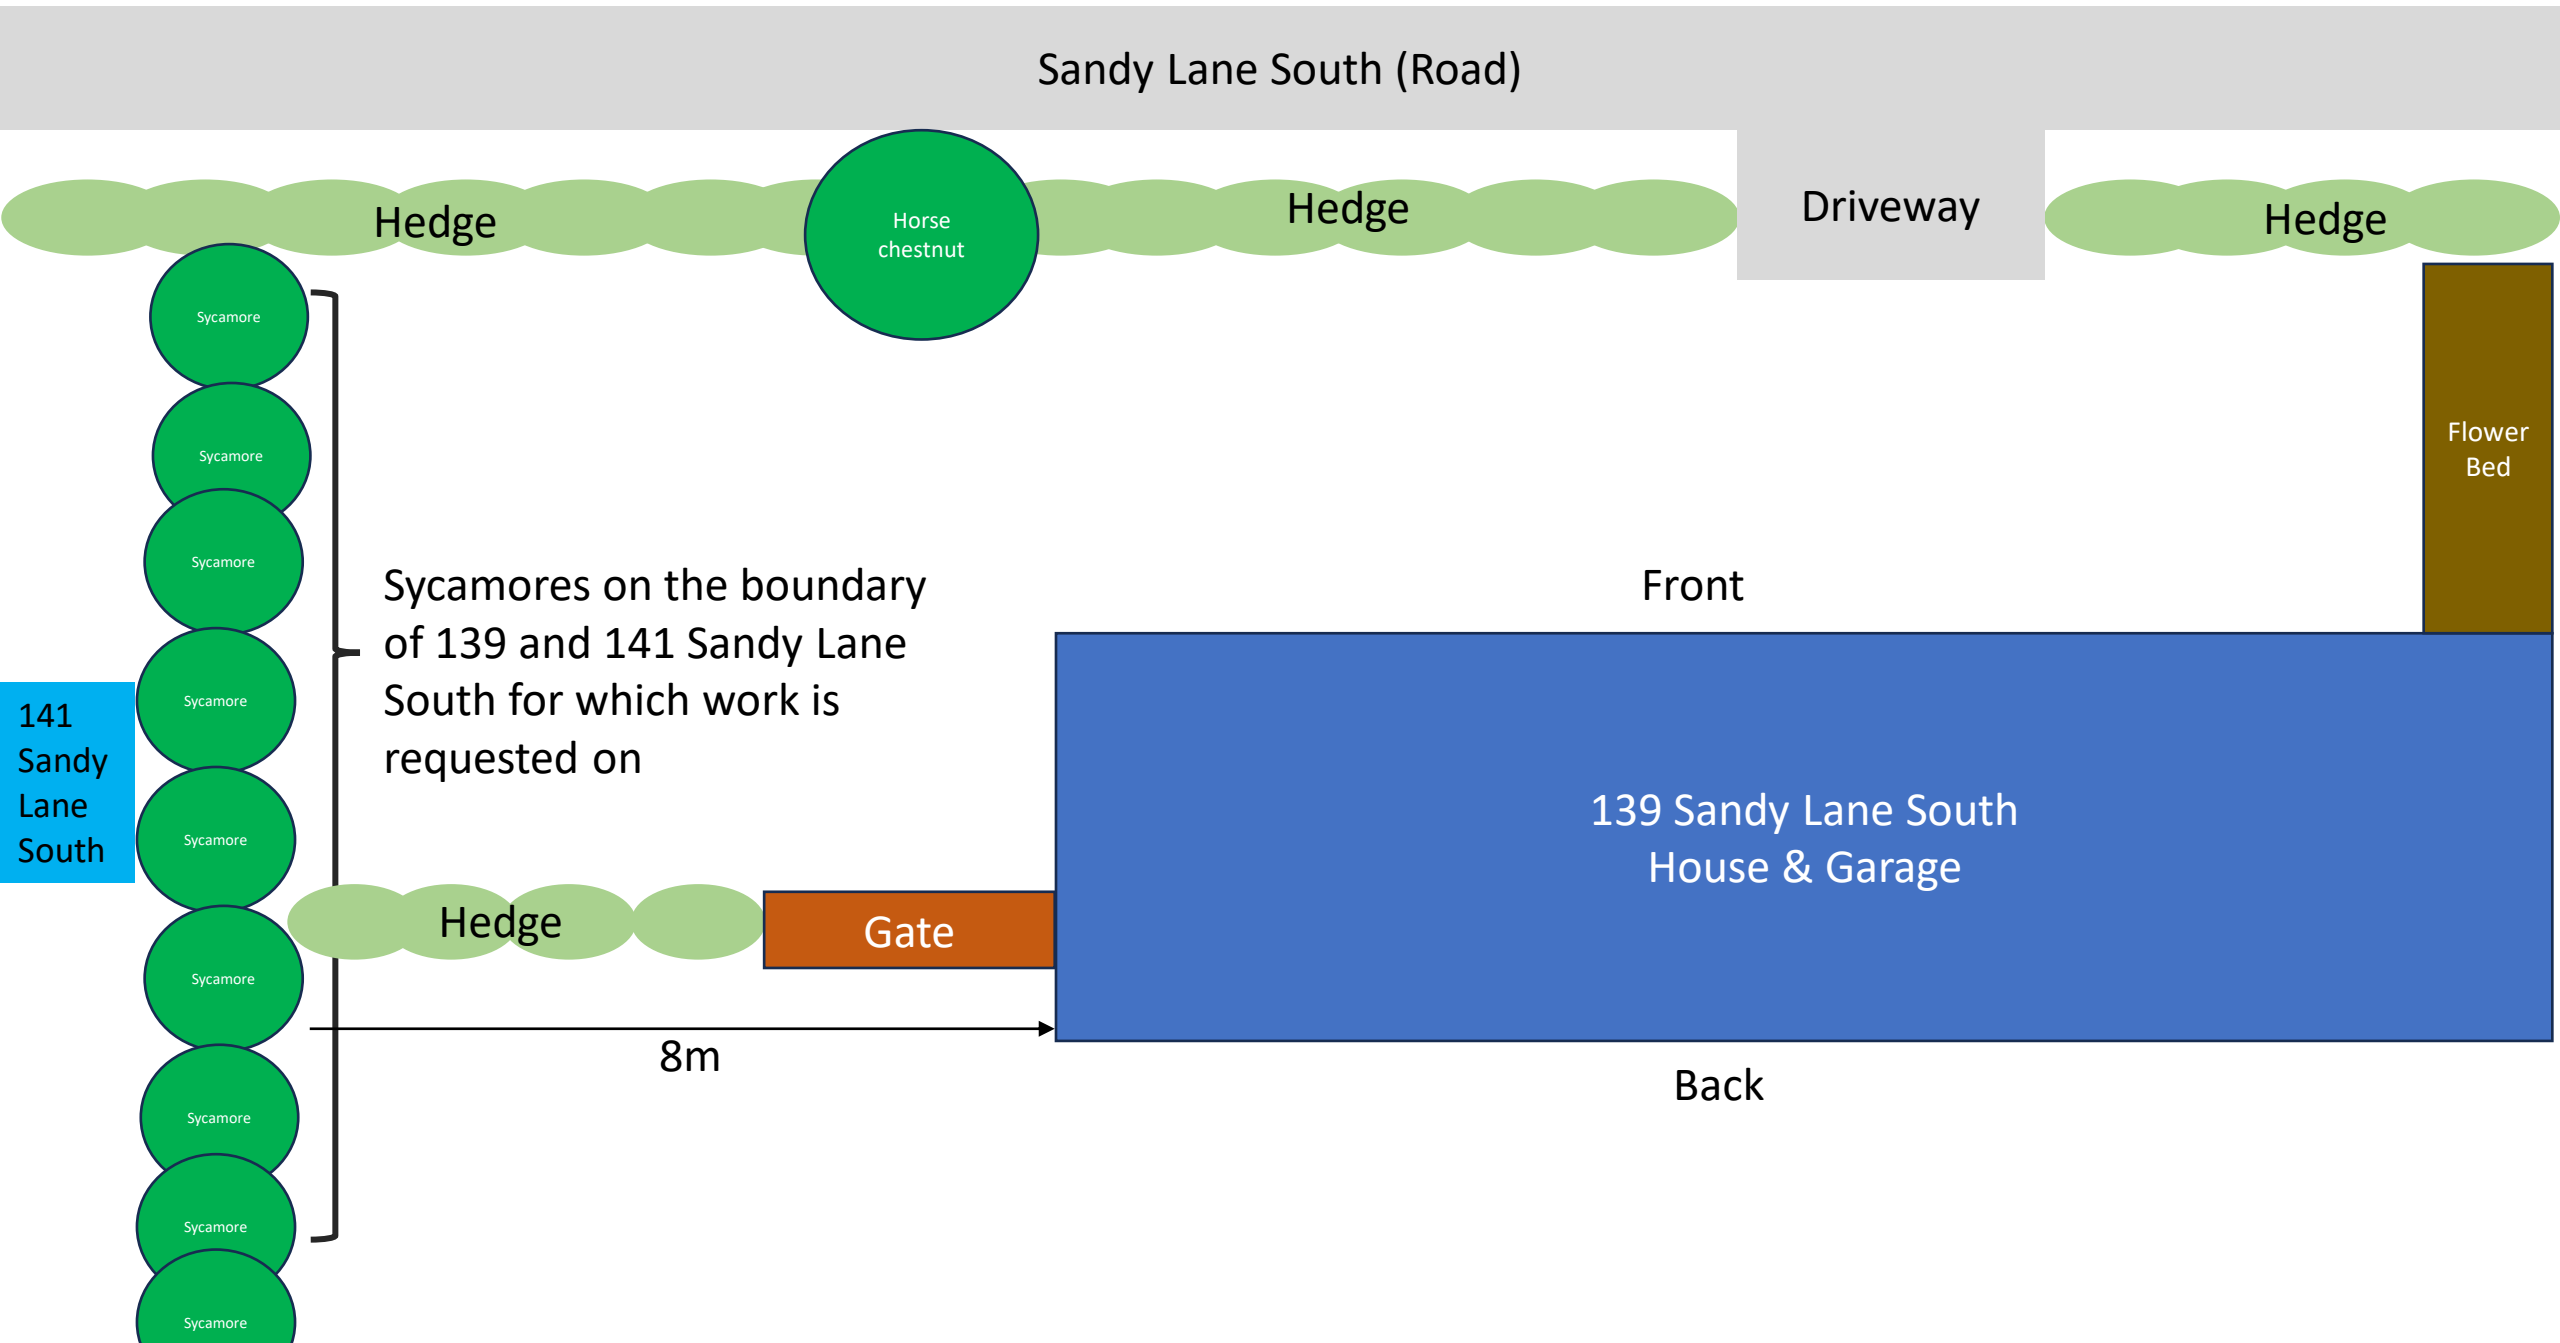 Sandy Lane South (Road)
Hedge
Horse
chestnut
Hedge
Driveway
Hedge
Sycamore
Sycamore
Sycamore
Sycamore
Sycamore
Sycamore
Sycamore
Sycamore
Sycamore
Sycamores on the boundary
of 139 and 141 Sandy Lane
South for which work is
requested on
Front
Flower
Bed
141
Sandy
Lane
South
139 Sandy Lane South
House & Garage
Hedge
Gate
8m
Back